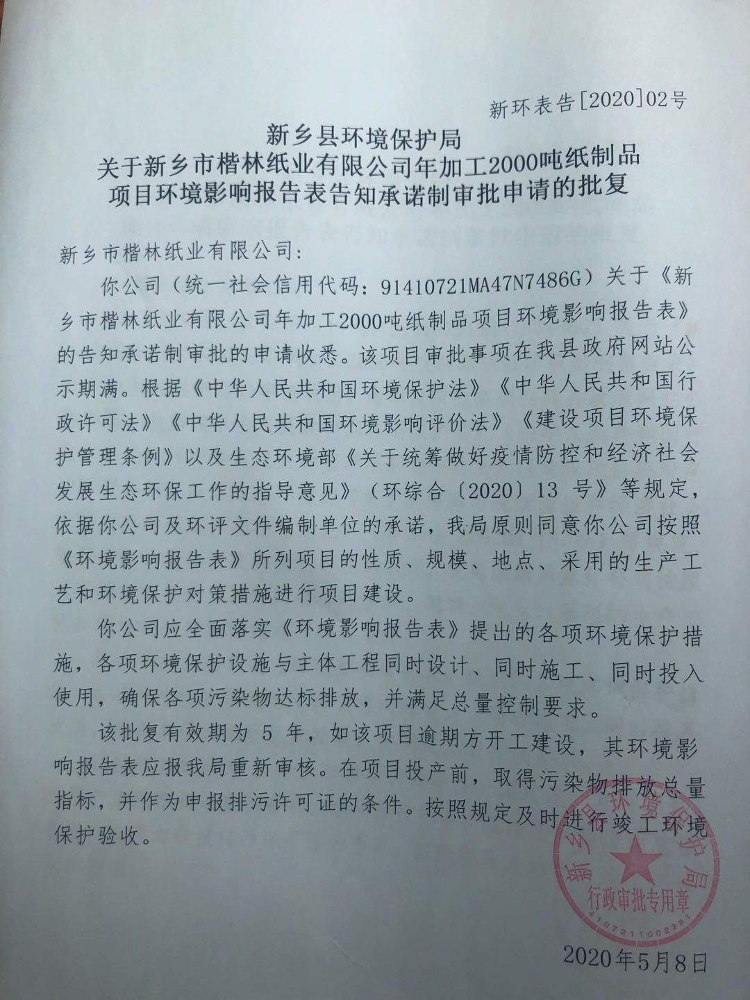 新环表告[2020]02号
新乡县环境保护局
关于新乡市楷林纸业有限公司年加工2000吨纸制品
项目环境影响报告表告知承诺制审批申请的批复
新乡市楷林纸业有限公司:
你公司（统一社会信用代码：91410721MA47N7486G）关于《新
乡市楷林纸业有限公司年加工2000吨纸制品项目环境影响报告表》
的告知承诺制审批的申请收悉。该项目审批事项在我县政府网站公
示期满。根据《中华人民共和国环境保护法》《中华人民共和国行
政许可法》《中华人民共和国环境影响评价法》《建设项目环境保
护管理条例》以及生态环境部《关于统筹做好疫情防控和经济社会
发展生态环保工作的指导意见》（环综合〔2020〕13 号》等规定，
依据你公司及环评文件编制单位的承诺，我局原则同意你公司按照
《环境影响报告表》所列项目的性质、规模、地点、采用的生产工
艺和环境保护对策措施进行项目建设。
你公司应全面落实《环境影响报告表》提出的各项环境保护措
施，各项环境保护设施与主体工程同时设计、同时施工、同时投入
使用，确保各项污染物达标排放，并满足总量控制要求。
该批复有效期为 5 年，如该项目逾期方开工建设，其环境影
响报告表应报我局重新审核。在项目投产前，取得污染物排放总量
指标，并作为申报排污许可证的条件。按照规定及时进行竣工环境
保护验收。
新乡县环境保护局
行政审批专用章
4107211002281
2020年5月8日